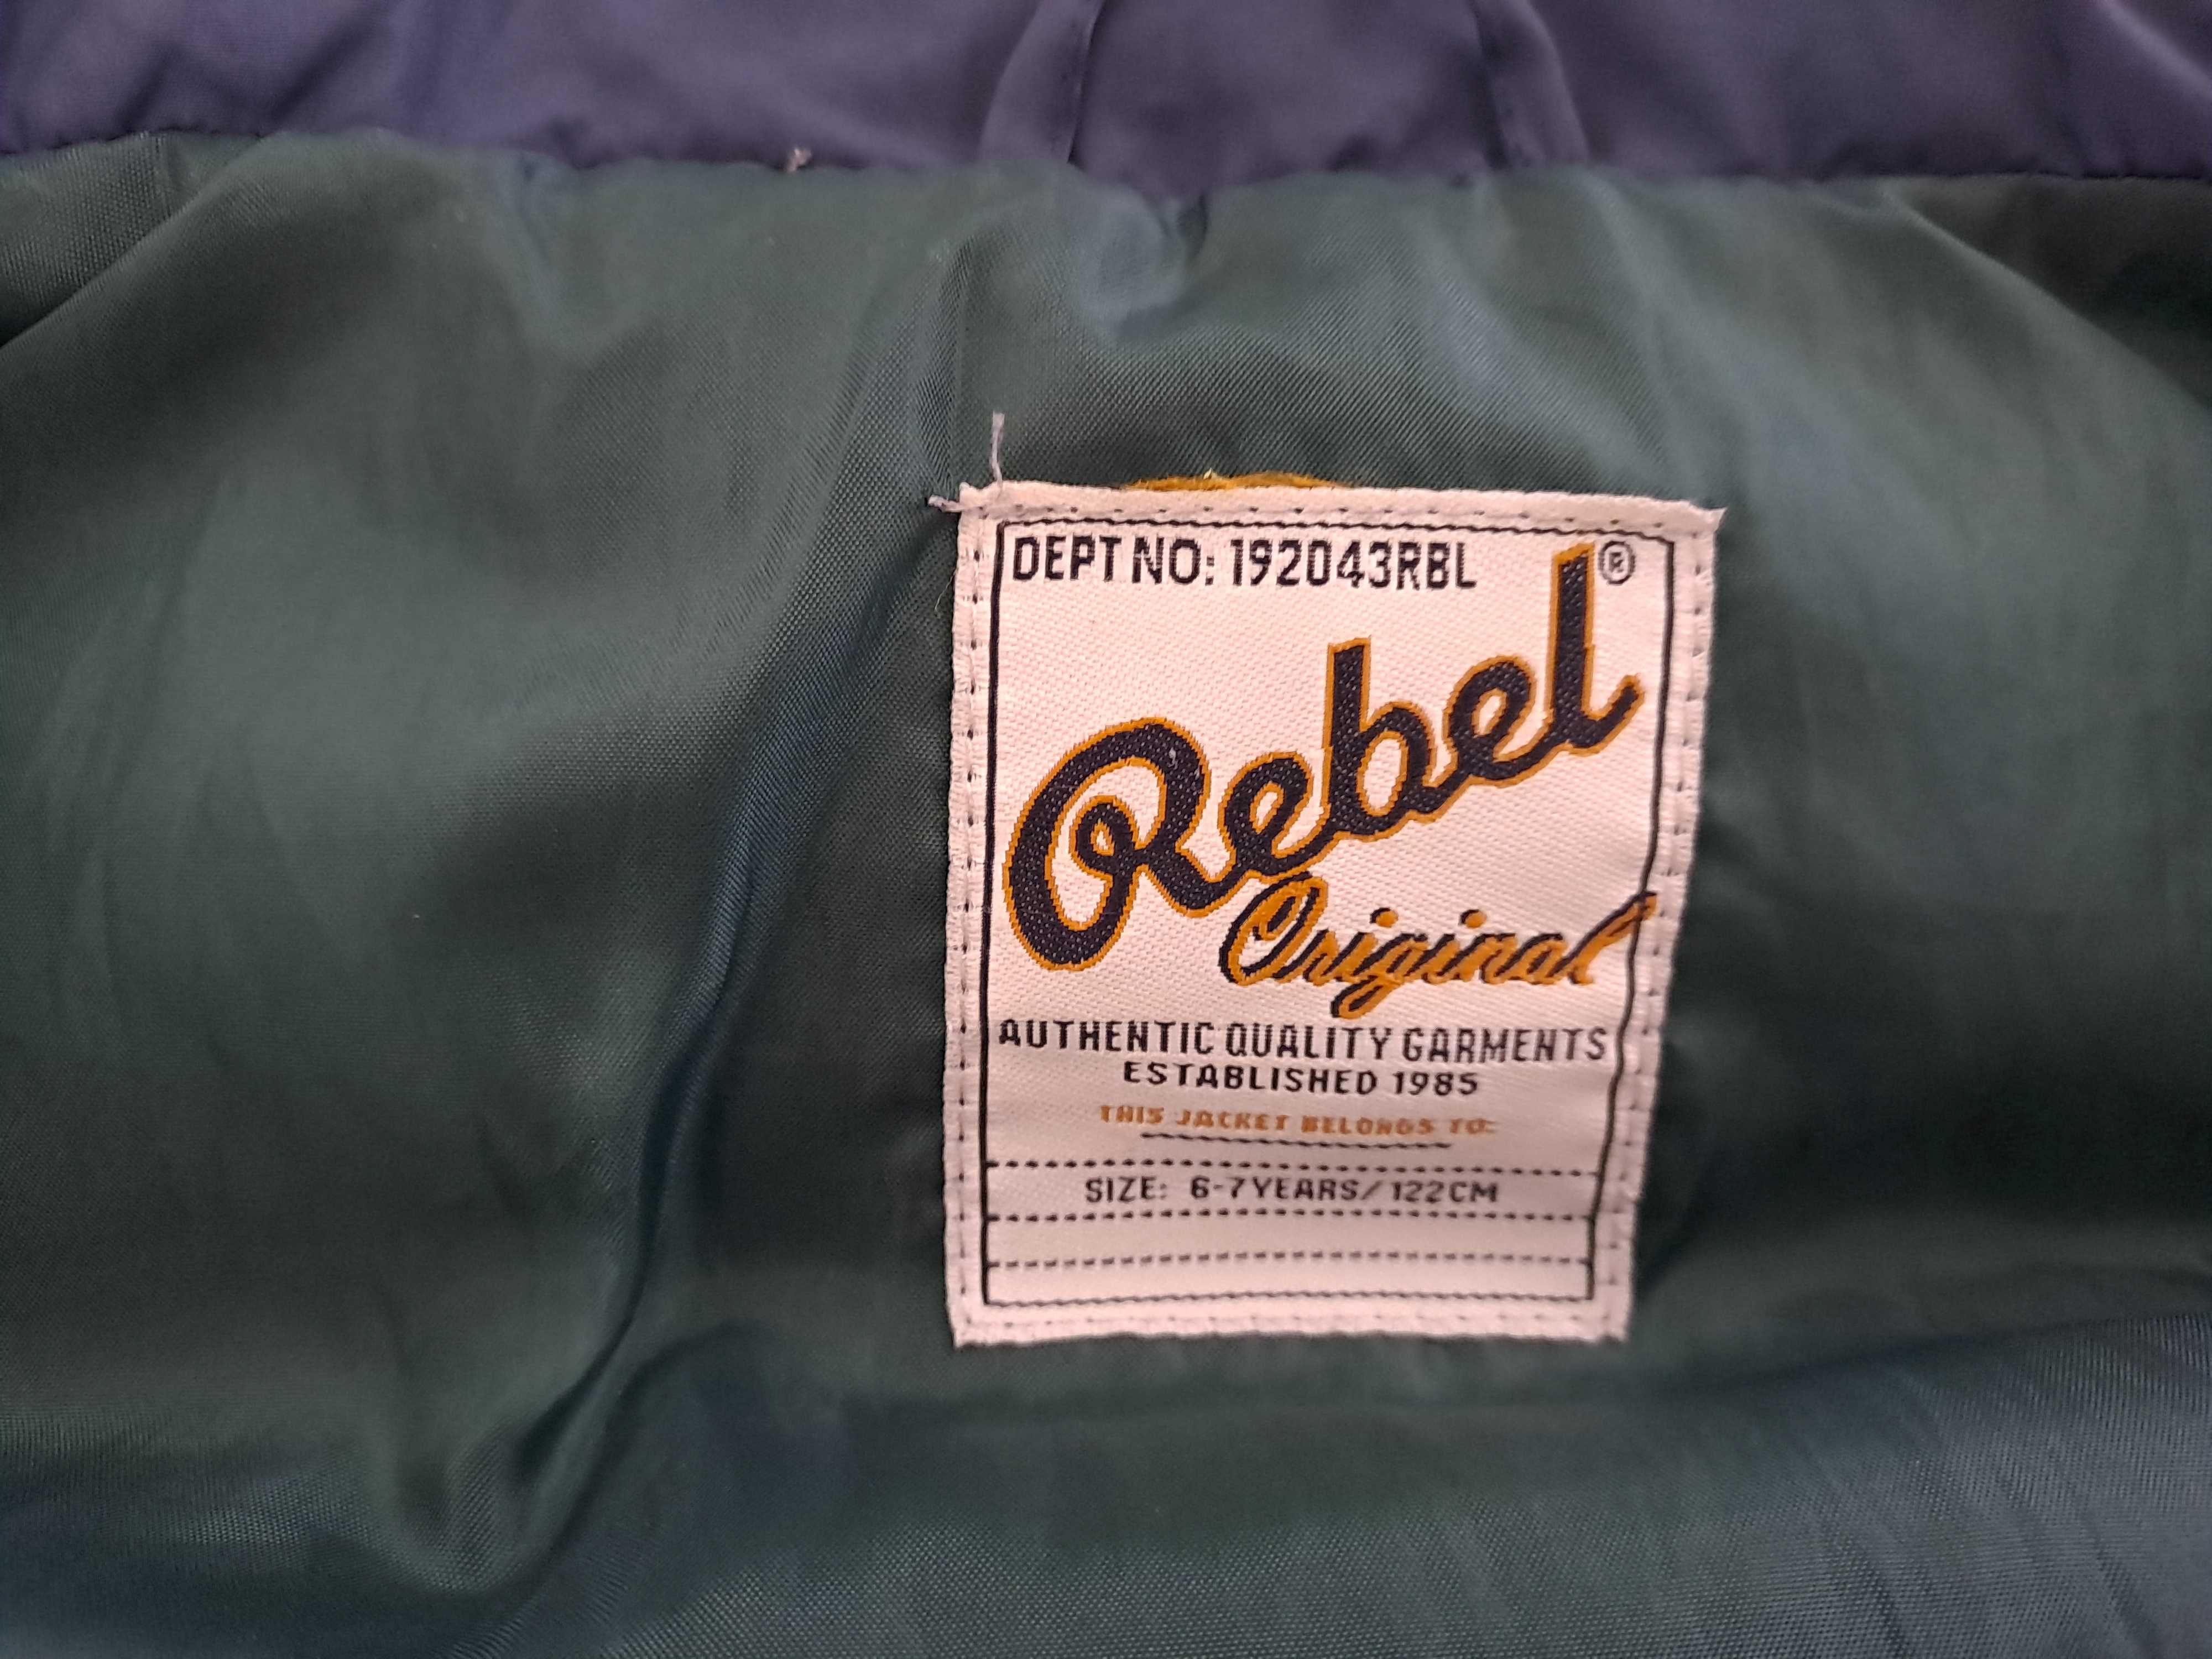 DEPT NO: 192043RBL
Rebel®
Original
AUTHENTIC QUALITY GARMENTS
ESTABLISHED 1985
THIS JACKET BELONGS TO:
SIZE: 6-7YEARS/122CM